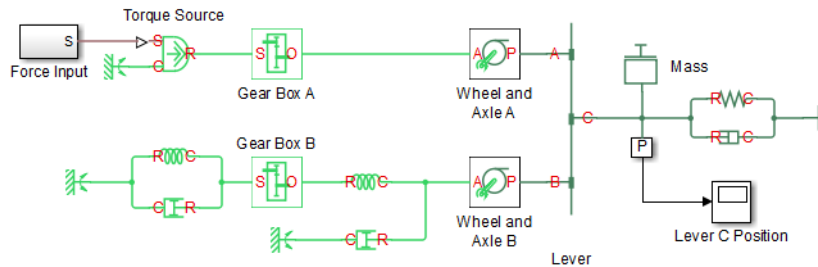 Torque Source
S
S
C
R
Force Input
S
O
Gear Box A
A
P
Wheel and
Axle A
A
C
B
Mass
R
C
R
C
P
Lever C Position
Gear Box B
R
C
C
R
S
O
R
C
C
R
A
P
Wheel and
Axle B
Lever